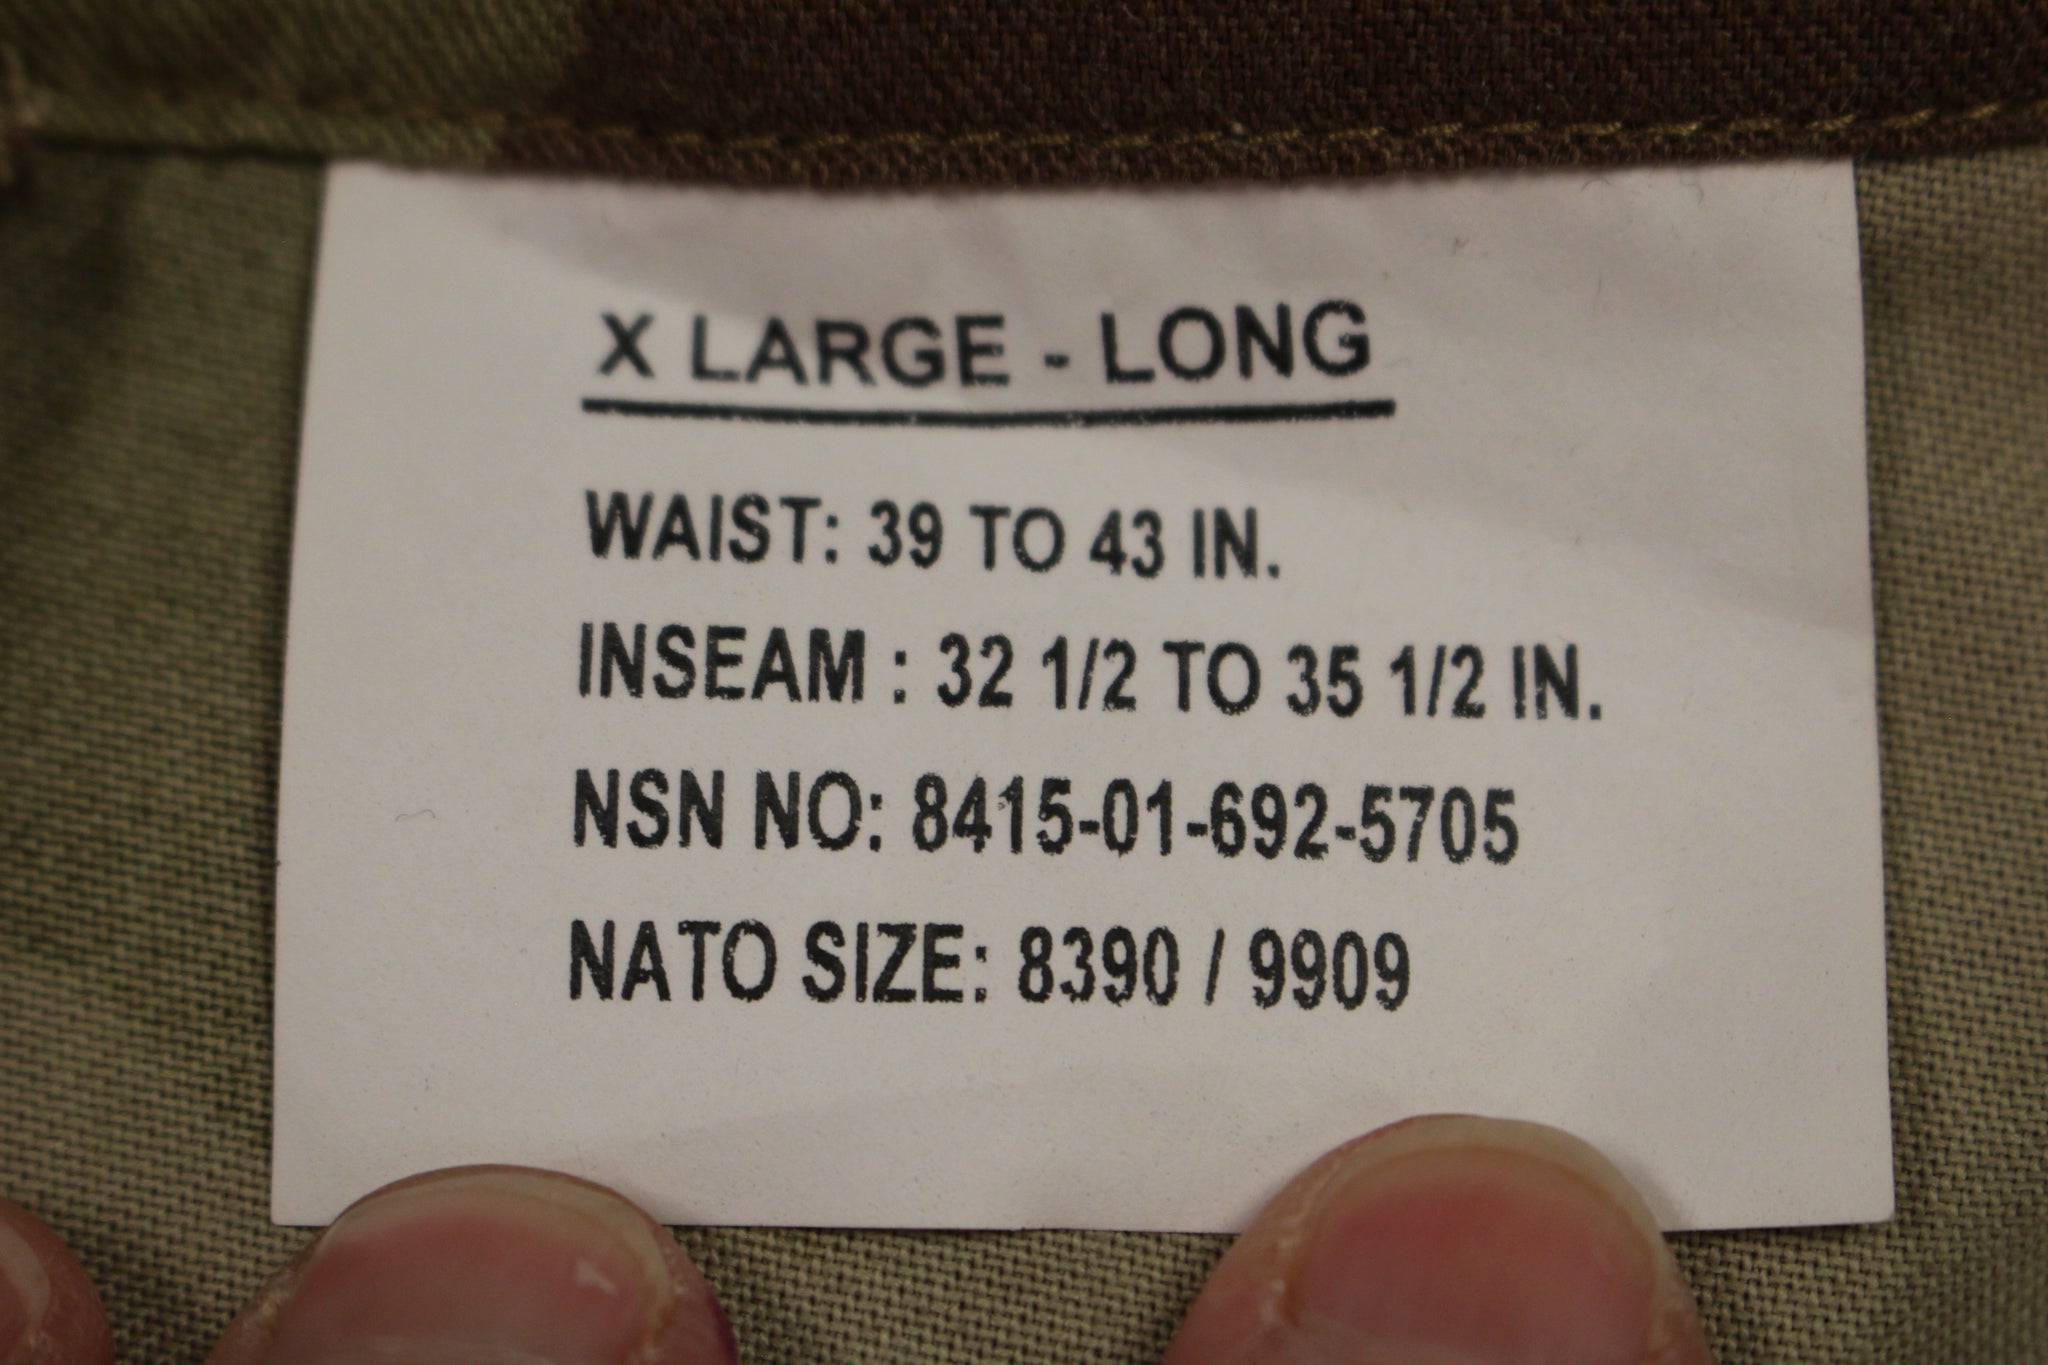 X LARGE - LONG
WAIST: 39 TO 43 IN.
INSEAM : 32 1/2 TO 35 1/2 IN.
NSN NO: 8415-01-692-5705
NATO SIZE: 8390 / 9909